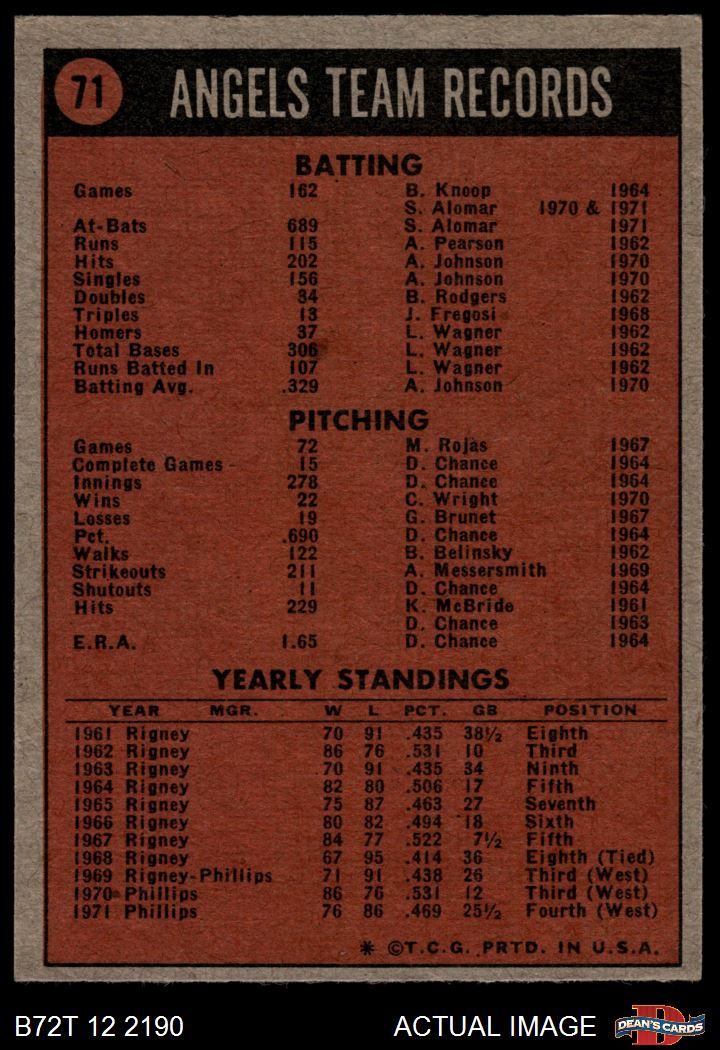 71 ANGELS TEAM RECORDS
BATTING
Games 162 B. Knoop 1964
S. Alomar 1970 & 1971
At-Bats 689 S. Alomar 1971
Runs 115 A. Pearson 1962
Hits 202 A. Johnson 1970
Singles 156 A. Johnson 1970
Doubles 34 B. Rodgers 1962
Triples 13 J. Fregosi 1968
Homers 37 L. Wagner 1962
Total Bases 306 L. Wagner 1962
Runs Batted In 107 L. Wagner 1962
Batting Avg. .329 A. Johnson 1970
PITCHING
Games 72 M. Rojas 1967
Complete Games 15 D. Chance 1964
Innings 278 D. Chance 1964
Wins 22 C. Wright 1970
Losses 19 G. Brunet 1967
Pct. .690 D. Chance 1964
Walks 122 B. Belinsky 1962
Strikeouts 211 A. Messersmith 1969
Shutouts 11 D. Chance 1964
Hits 229 K. McBride 1961
D. Chance 1963
E.R.A. 1.65 D. Chance 1964
YEARLY STANDINGS
YEAR MGR. W L PCT. GB POSITION
1961 Rigney 70 91 .435 38½ Eighth
1962 Rigney 86 76 .531 10 Third
1963 Rigney 70 91 .435 34 Ninth
1964 Rigney 82 80 .506 17 Fifth
1965 Rigney 75 87 .463 27 Seventh
1966 Rigney 80 82 .494 18 Sixth
1967 Rigney 84 77 .522 7½ Fifth
1968 Rigney 67 95 .414 36 Eighth (Tied)
1969 Rigney-Phillips 71 91 .438 26 Third (West)
1970 Phillips 86 76 .531 12 Third (West)
1971 Phillips 76 86 .469 25½ Fourth (West)
* ©T.C.G. PRTD. IN U.S.A.
B72T 12 2190 ACTUAL IMAGE D DEAN'S CARDS